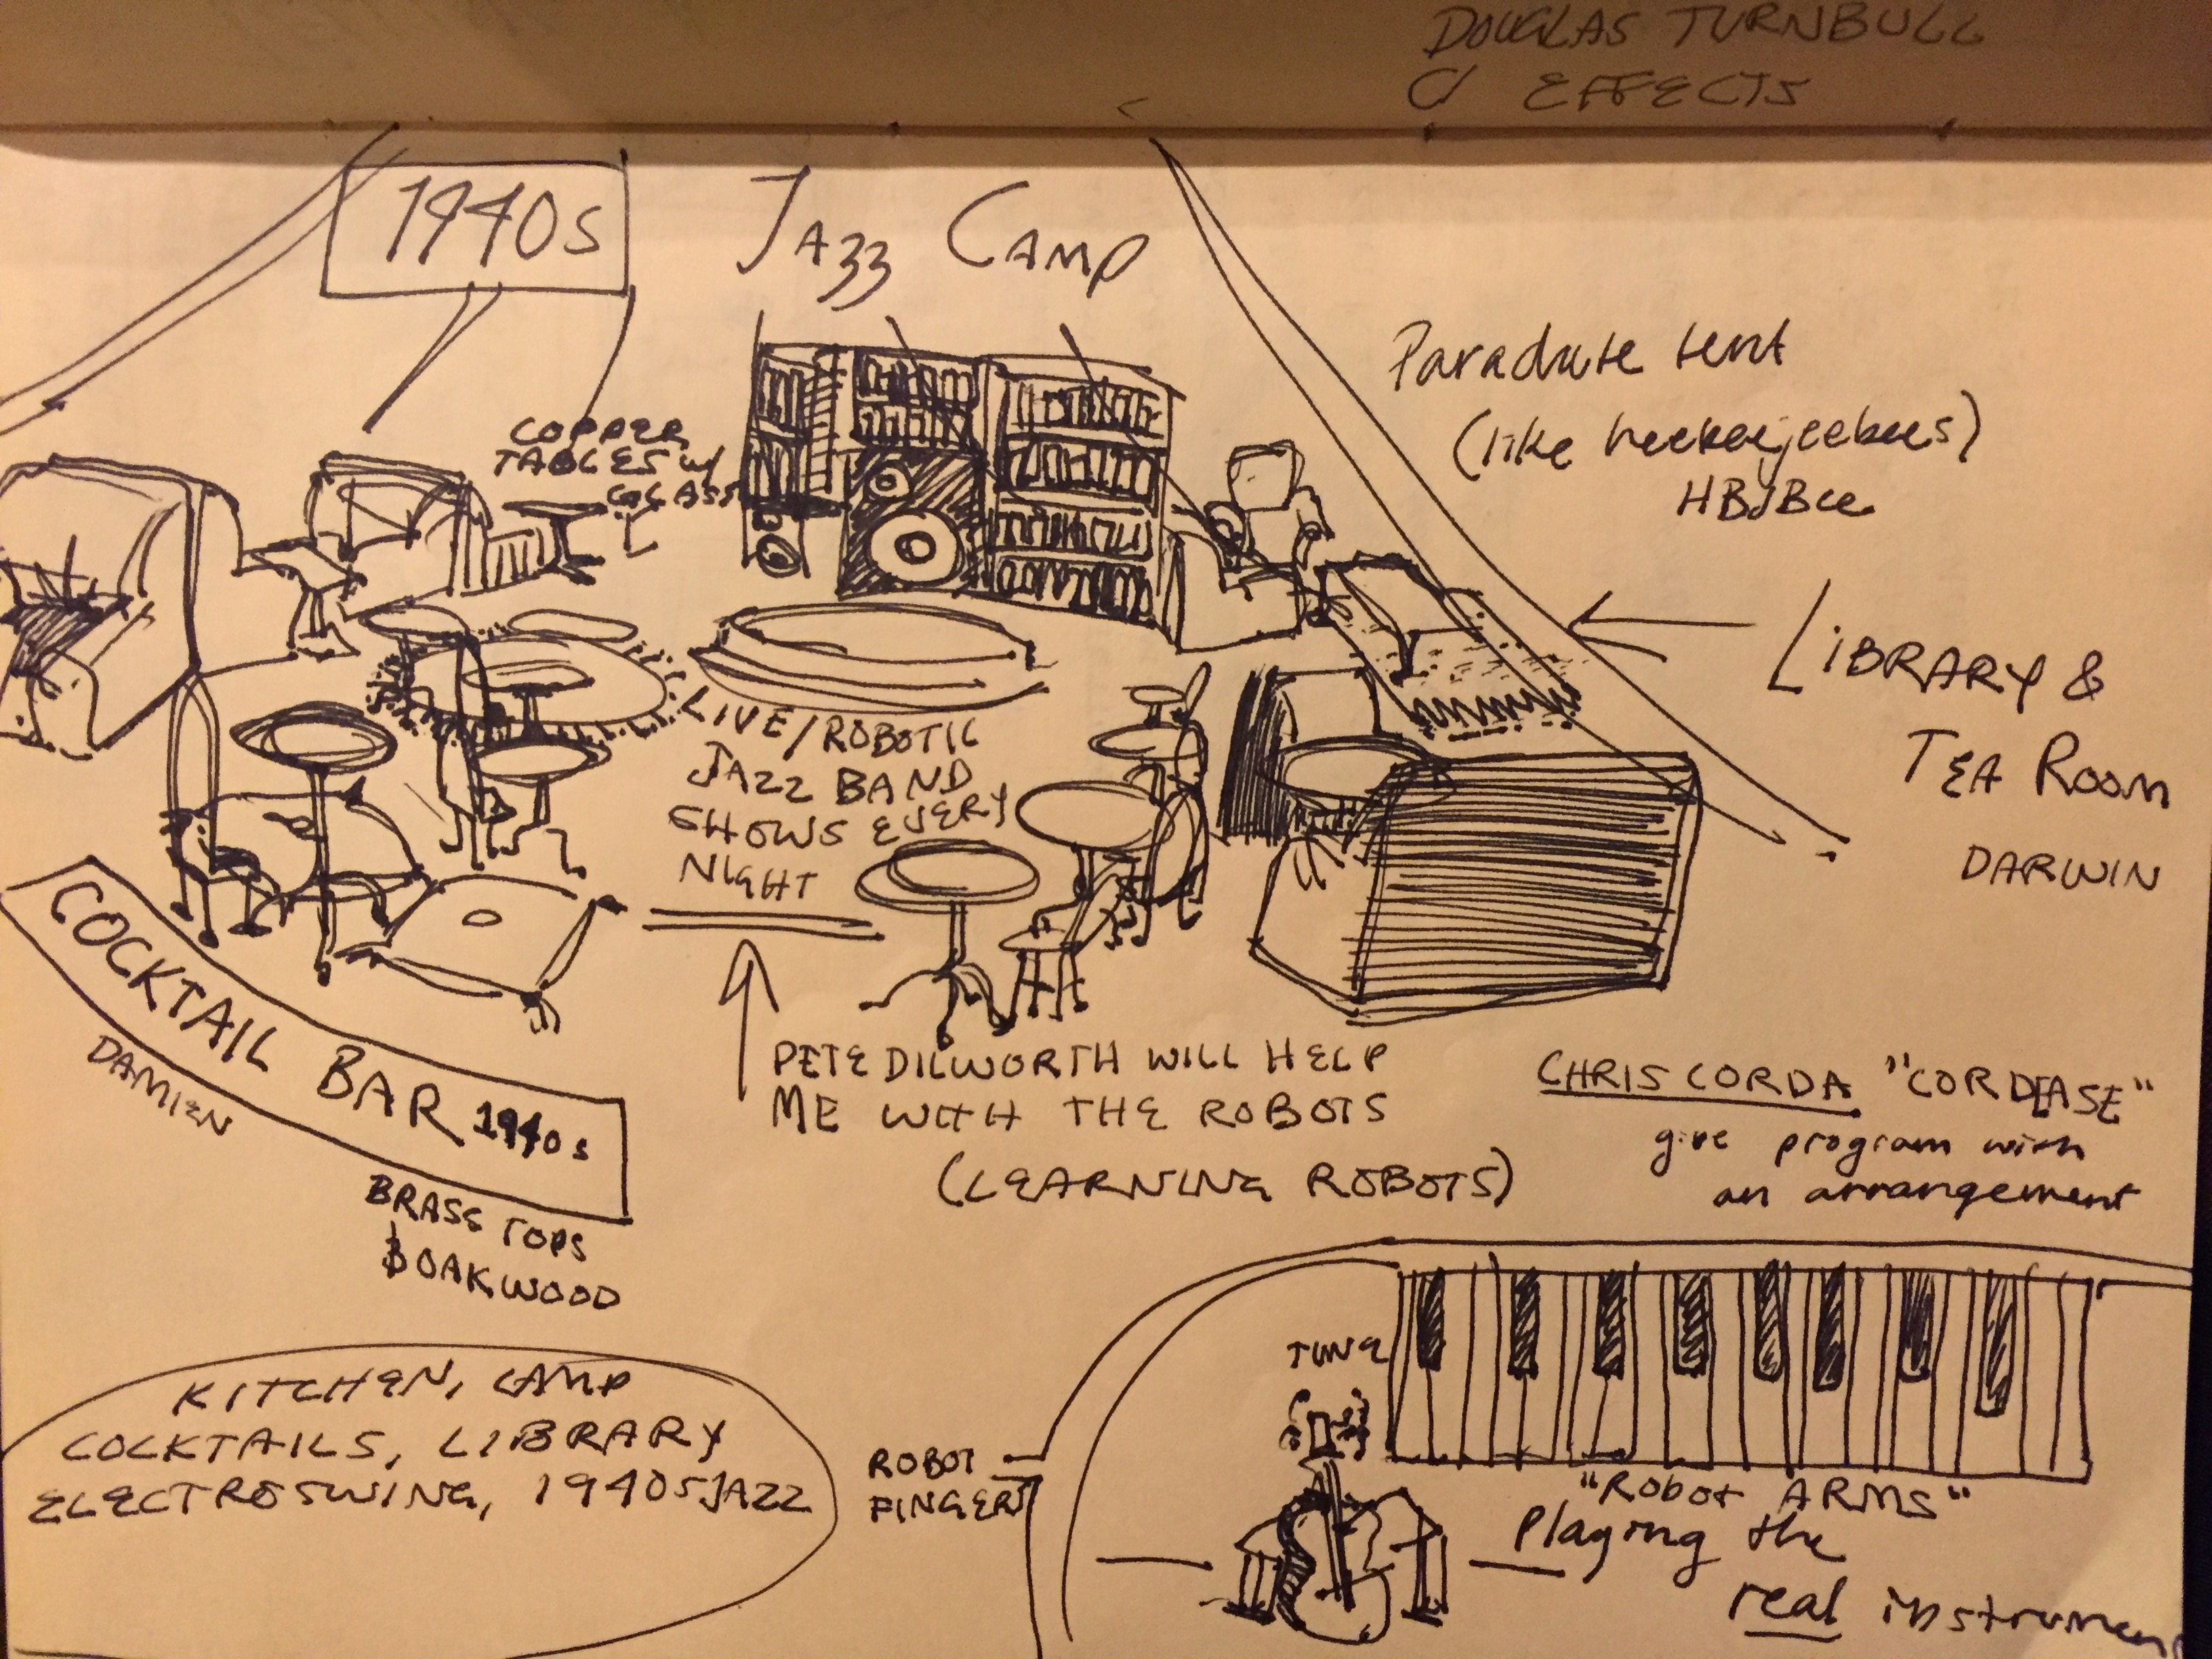 DOUGLAS TURNBULL
C/ EFFECTS
1940s
JAzz CAMP
COPPER
TABLES w/
GLASS
Parachute tent
(like heebeejeebees)
HBJBee
LIBRARY &
TEA ROOM
DARWIN
LIVE/ROBOTIC
JAZZ BAND
SHOWS EVERY
NIGHT
COCKTAIL BAR 1940s
DAMIEN
BRASS TOPS
& OAKWOOD
PETE DILWORTH WILL HELP
ME WITH THE ROBOTS
(LEARNING ROBOTS)
CHRIS CORDA "CORDEASE"
give program with
an arrangement
KITCHEN, CAMP
COCKTAILS, LIBRARY
ELECTROSWING, 1940S JAZZ
ROBOT
FINGERS
TUNE
"ROBOT ARMS"
Playing the
real instrumen